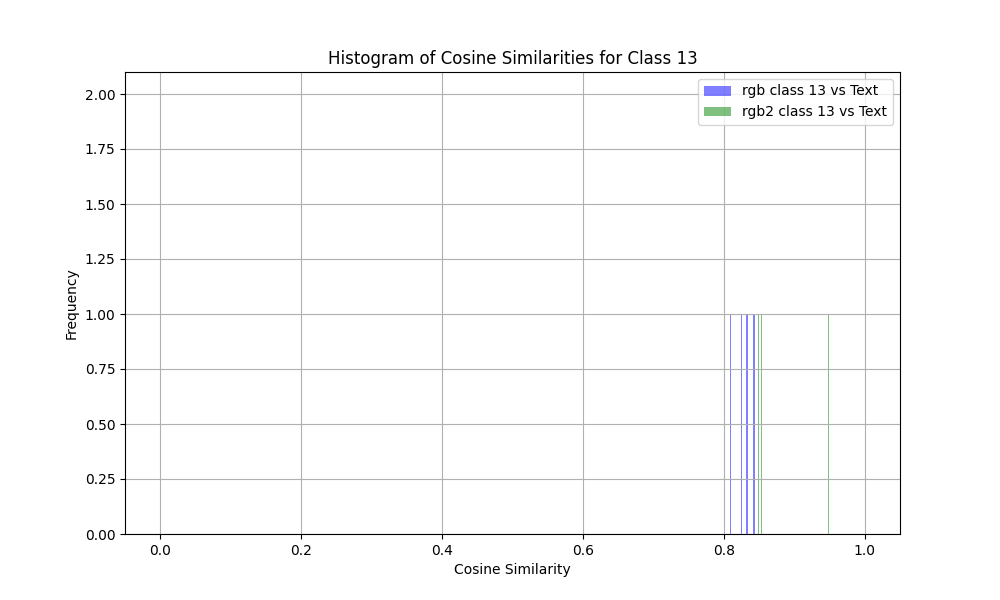 Histogram of Cosine Similarities for Class 13
rgb class 13 vs Text
rgb2 class 13 vs Text
Frequency
2.00
1.75
1.50
1.25
1.00
0.75
0.50
0.25
0.00
0.0 0.2 0.4 0.6 0.8 1.0
Cosine Similarity